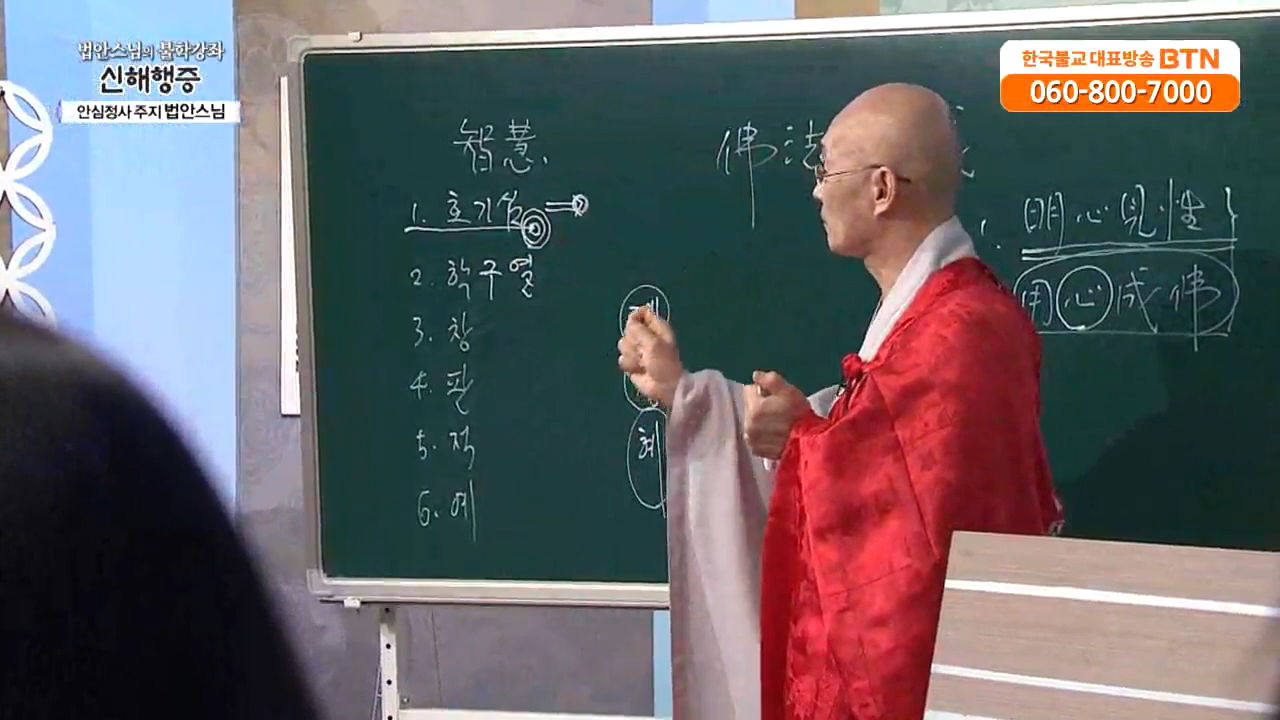 법안스님의 불학강좌
신해행증
안심정사 주지 법안스님
한국불교 대표방송 BTN
060-800-7000
智慧.
1. 호기심
2. 학구열
3. 창
4. 판
5. 적
6. 예
혜
佛法
1. 明心見性
用心成佛